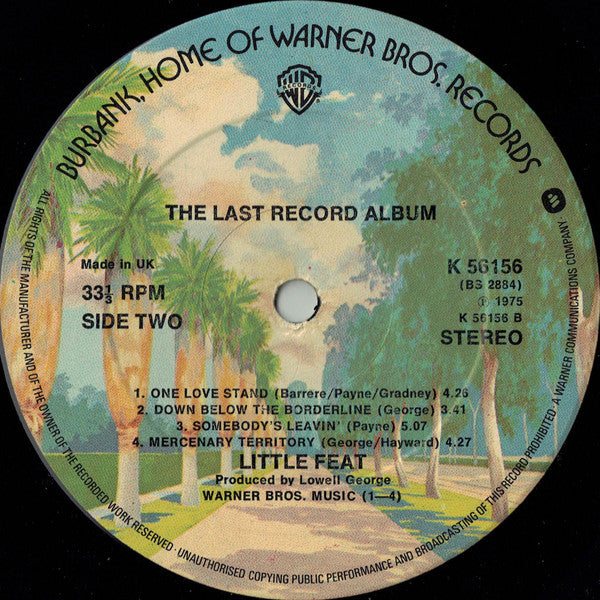 BURBANK, HOME OF WARNER BROS. RECORDS
WB
RECORDS
THE LAST RECORD ALBUM
Made in UK
33⅓ RPM
SIDE TWO
K 56156
(BS 2884)
℗ 1975
K 56156 B
STEREO
1. ONE LOVE STAND (Barrere/Payne/Gradney) 4.26
2. DOWN BELOW THE BORDERLINE (George) 3.41
3. SOMEBODY'S LEAVIN' (Payne) 5.07
4. MERCENARY TERRITORY (George/Hayward) 4.27
LITTLE FEAT
Produced by Lowell George
WARNER BROS. MUSIC (1—4)
ALL RIGHTS OF THE MANUFACTURER AND OF THE OWNER OF THE RECORDED WORK RESERVED · UNAUTHORISED COPYING PUBLIC PERFORMANCE AND BROADCASTING OF THIS RECORD PROHIBITED · A WARNER COMMUNICATIONS COMPANY